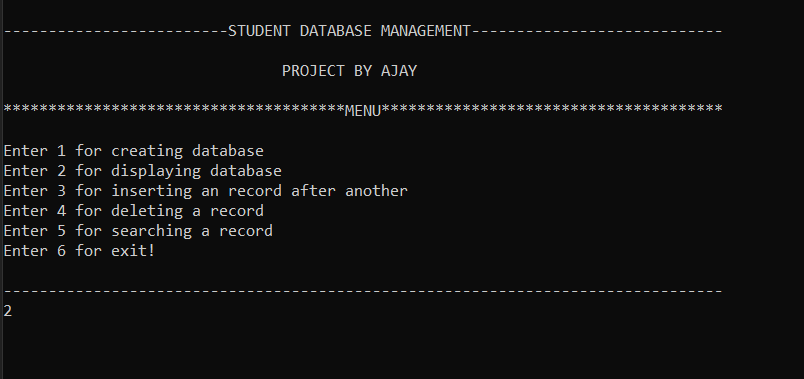 -------------------------STUDENT DATABASE MANAGEMENT----------------------------
PROJECT BY AJAY
**************************************MENU**************************************
Enter 1 for creating database
Enter 2 for displaying database
Enter 3 for inserting an record after another
Enter 4 for deleting a record
Enter 5 for searching a record
Enter 6 for exit!
--------------------------------------------------------------------------------
2